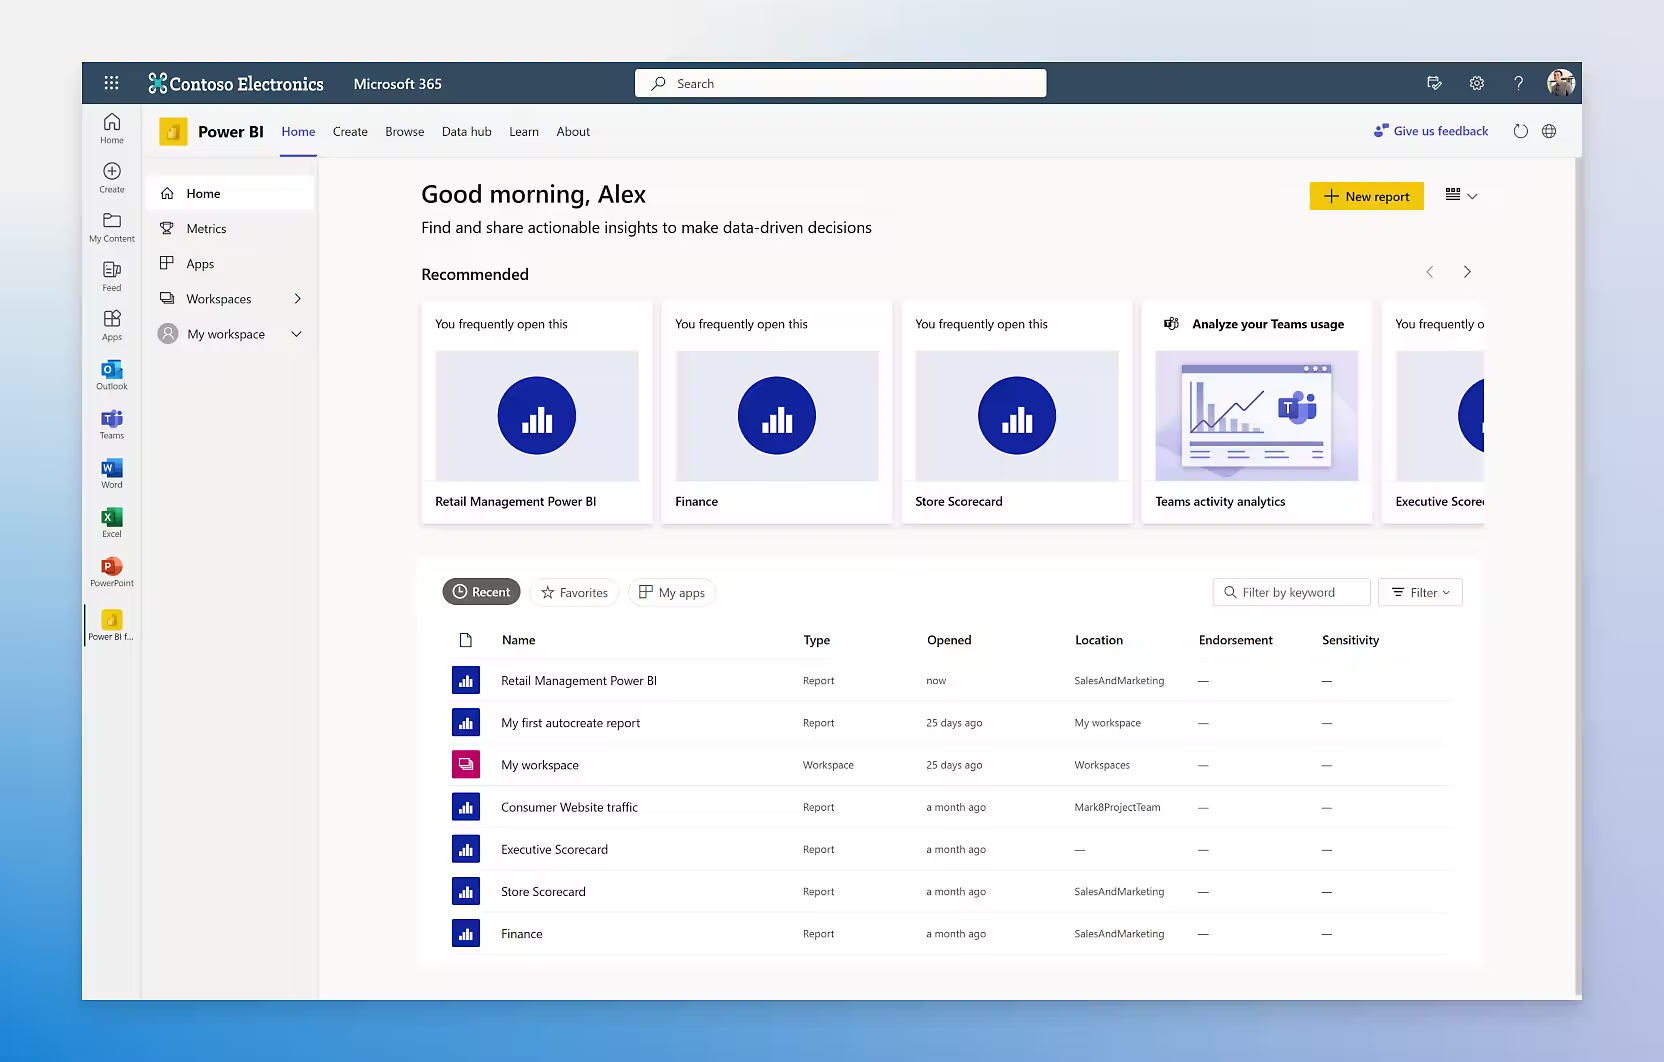 Contoso Electronics
Microsoft 365
Search
Home
Create
My Content
Feed
Apps
Outlook
Teams
Word
Excel
PowerPoint
Power BI f...
Power BI
Home
Create
Browse
Data hub
Learn
About
Give us feedback
Home
Metrics
Apps
Workspaces
My workspace
Good morning, Alex
Find and share actionable insights to make data-driven decisions
New report
Recommended
You frequently open this
Retail Management Power BI
You frequently open this
Finance
You frequently open this
Store Scorecard
Analyze your Teams usage
Teams activity analytics
You frequently o
Executive Score
Recent
Favorites
My apps
Filter by keyword
Filter
Name Type Opened Location Endorsement Sensitivity
Retail Management Power BI Report now SalesAndMarketing — —
My first autocreate report Report 25 days ago My workspace — —
My workspace Workspace 25 days ago Workspaces — —
Consumer Website traffic Report a month ago Mark8ProjectTeam — —
Executive Scorecard Report a month ago — — —
Store Scorecard Report a month ago SalesAndMarketing — —
Finance Report a month ago SalesAndMarketing — —